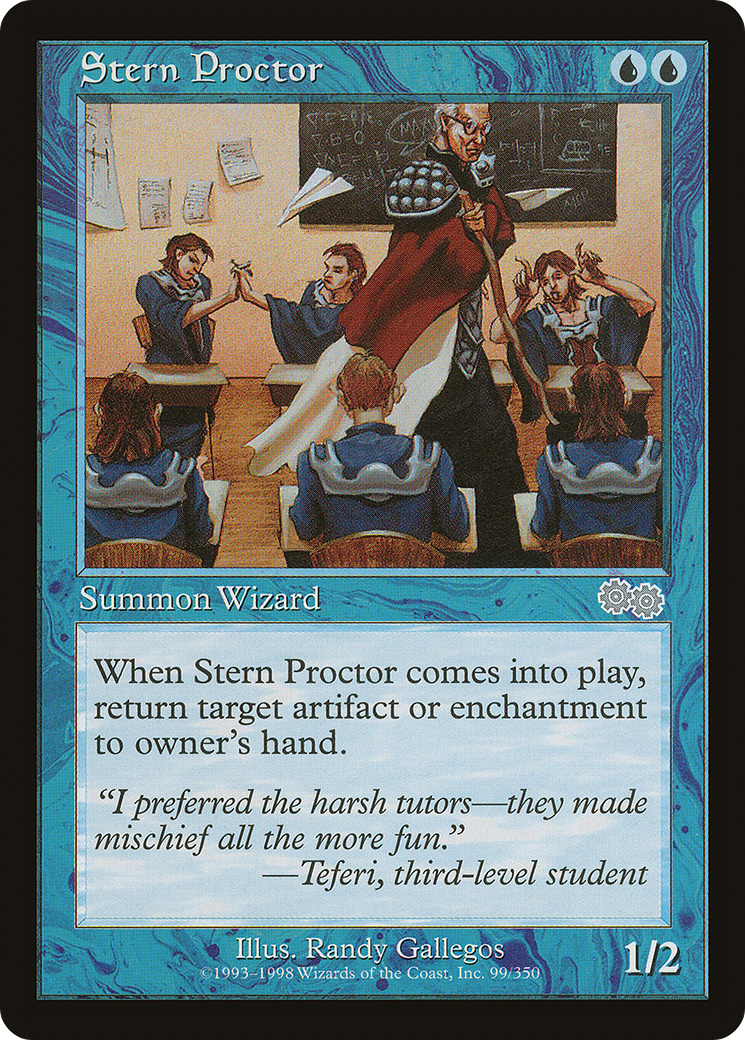 Stern Proctor
Summon Wizard
When Stern Proctor comes into play,
return target artifact or enchantment
to owner's hand.
“I preferred the harsh tutors—they made
mischief all the more fun.”
—Teferi, third-level student
Illus. Randy Gallegos
©1993–1998 Wizards of the Coast, Inc. 99/350
1/2